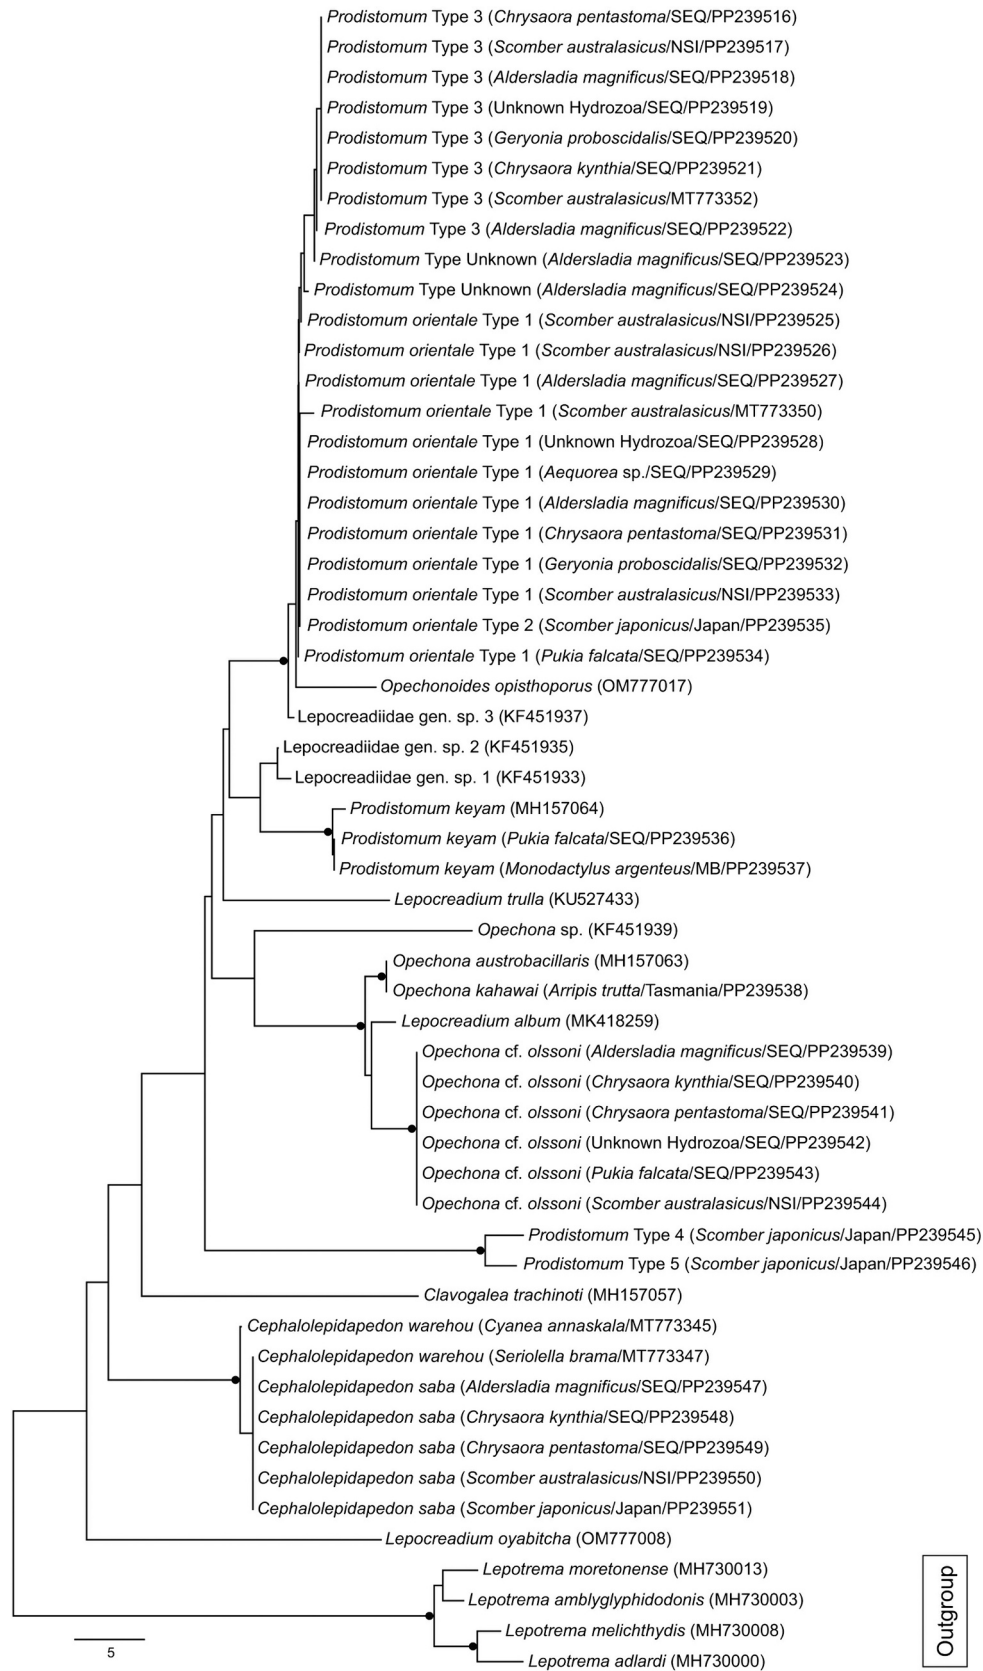 Prodistomum Type 3 (Chrysaora pentastoma/SEQ/PP239516)
Prodistomum Type 3 (Scomber australasicus/NSI/PP239517)
Prodistomum Type 3 (Aldersladia magnificus/SEQ/PP239518)
Prodistomum Type 3 (Unknown Hydrozoa/SEQ/PP239519)
Prodistomum Type 3 (Geryonia proboscidalis/SEQ/PP239520)
Prodistomum Type 3 (Chrysaora kynthia/SEQ/PP239521)
Prodistomum Type 3 (Scomber australasicus/MT773352)
Prodistomum Type 3 (Aldersladia magnificus/SEQ/PP239522)
Prodistomum Type Unknown (Aldersladia magnificus/SEQ/PP239523)
Prodistomum Type Unknown (Aldersladia magnificus/SEQ/PP239524)
Prodistomum orientale Type 1 (Scomber australasicus/NSI/PP239525)
Prodistomum orientale Type 1 (Scomber australasicus/NSI/PP239526)
Prodistomum orientale Type 1 (Aldersladia magnificus/SEQ/PP239527)
Prodistomum orientale Type 1 (Scomber australasicus/MT773350)
Prodistomum orientale Type 1 (Unknown Hydrozoa/SEQ/PP239528)
Prodistomum orientale Type 1 (Aequorea sp./SEQ/PP239529)
Prodistomum orientale Type 1 (Aldersladia magnificus/SEQ/PP239530)
Prodistomum orientale Type 1 (Chrysaora pentastoma/SEQ/PP239531)
Prodistomum orientale Type 1 (Geryonia proboscidalis/SEQ/PP239532)
Prodistomum orientale Type 1 (Scomber australasicus/NSI/PP239533)
Prodistomum orientale Type 2 (Scomber japonicus/Japan/PP239535)
Prodistomum orientale Type 1 (Pukia falcata/SEQ/PP239534)
Opechonoides opisthoporus (OM777017)
Lepocreadiidae gen. sp. 3 (KF451937)
Lepocreadiidae gen. sp. 2 (KF451935)
Lepocreadiidae gen. sp. 1 (KF451933)
Prodistomum keyam (MH157064)
Prodistomum keyam (Pukia falcata/SEQ/PP239536)
Prodistomum keyam (Monodactylus argenteus/MB/PP239537)
Lepocreadium trulla (KU527433)
Opechona sp. (KF451939)
Opechona austrobacillaris (MH157063)
Opechona kahawai (Arripis trutta/Tasmania/PP239538)
Lepocreadium album (MK418259)
Opechona cf. olssoni (Aldersladia magnificus/SEQ/PP239539)
Opechona cf. olssoni (Chrysaora kynthia/SEQ/PP239540)
Opechona cf. olssoni (Chrysaora pentastoma/SEQ/PP239541)
Opechona cf. olssoni (Unknown Hydrozoa/SEQ/PP239542)
Opechona cf. olssoni (Pukia falcata/SEQ/PP239543)
Opechona cf. olssoni (Scomber australasicus/NSI/PP239544)
Prodistomum Type 4 (Scomber japonicus/Japan/PP239545)
Prodistomum Type 5 (Scomber japonicus/Japan/PP239546)
Clavogalea trachinoti (MH157057)
Cephalolepidapedon warehou (Cyanea annaskala/MT773345)
Cephalolepidapedon warehou (Seriolella brama/MT773347)
Cephalolepidapedon saba (Aldersladia magnificus/SEQ/PP239547)
Cephalolepidapedon saba (Chrysaora kynthia/SEQ/PP239548)
Cephalolepidapedon saba (Chrysaora pentastoma/SEQ/PP239549)
Cephalolepidapedon saba (Scomber australasicus/NSI/PP239550)
Cephalolepidapedon saba (Scomber japonicus/Japan/PP239551)
Lepocreadium oyabitcha (OM777008)
Lepotrema moretonense (MH730013)
Lepotrema amblyglyphidodonis (MH730003)
Lepotrema melichthydis (MH730008)
Lepotrema adlardi (MH730000)
Outgroup
5